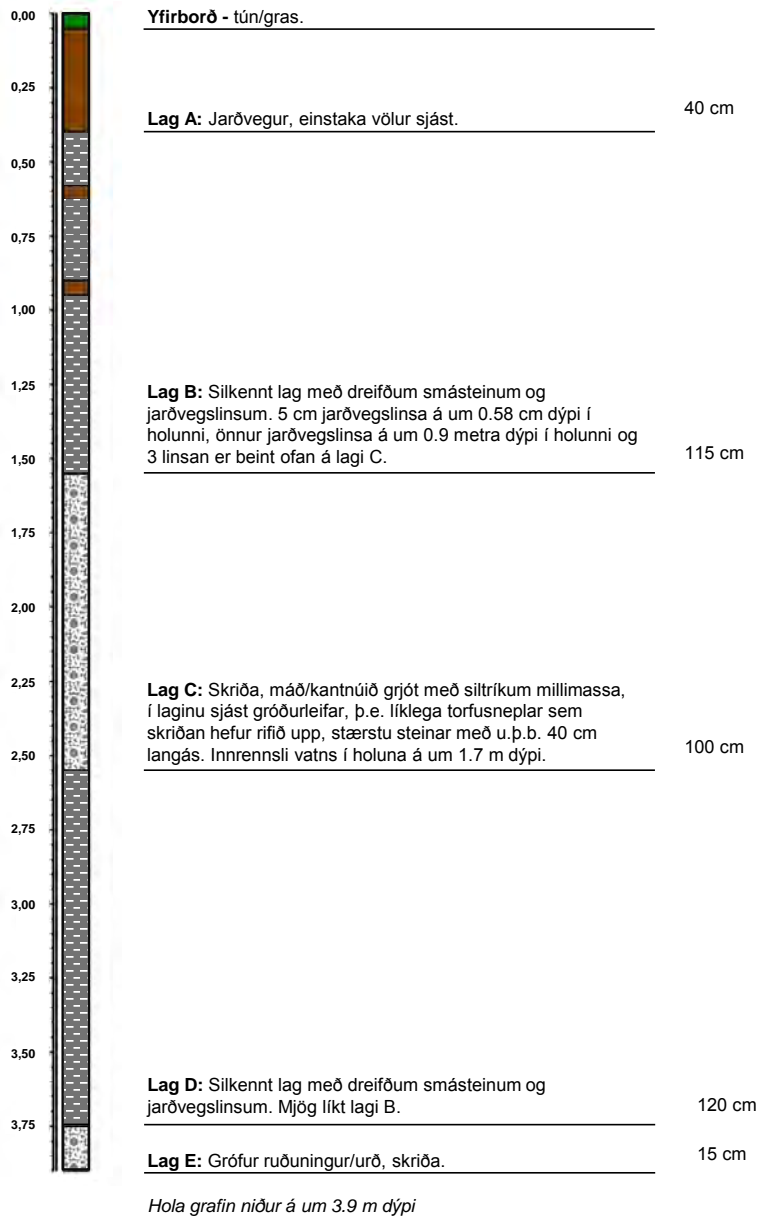 0,00
Yfirborð - tún/gras.
0,25
Lag A: Jarðvegur, einstaka völur sjást.
40 cm
0,50
0,75
1,00
1,25
Lag B: Silkennt lag með dreifðum smásteinum og
jarðvegslinsum. 5 cm jarðvegslinsa á um 0.58 cm dýpi í
holunni, önnur jarðvegslinsa á um 0.9 metra dýpi í holunni og
3 linsan er beint ofan á lagi C.
115 cm
1,50
1,75
2,00
2,25
Lag C: Skriða, máð/kantnúið grjót með siltríkum millimassa,
í laginu sjást gróðurleifar, þ.e. líklega torfusneplar sem
skriðan hefur rifið upp, stærstu steinar með u.þ.b. 40 cm
langás. Innrennsli vatns í holuna á um 1.7 m dýpi.
100 cm
2,50
2,75
3,00
3,25
3,50
Lag D: Silkennt lag með dreifðum smásteinum og
jarðvegslinsum. Mjög líkt lagi B.
120 cm
3,75
Lag E: Grófur ruðuningur/urð, skriða.
15 cm
Hola grafin niður á um 3.9 m dýpi